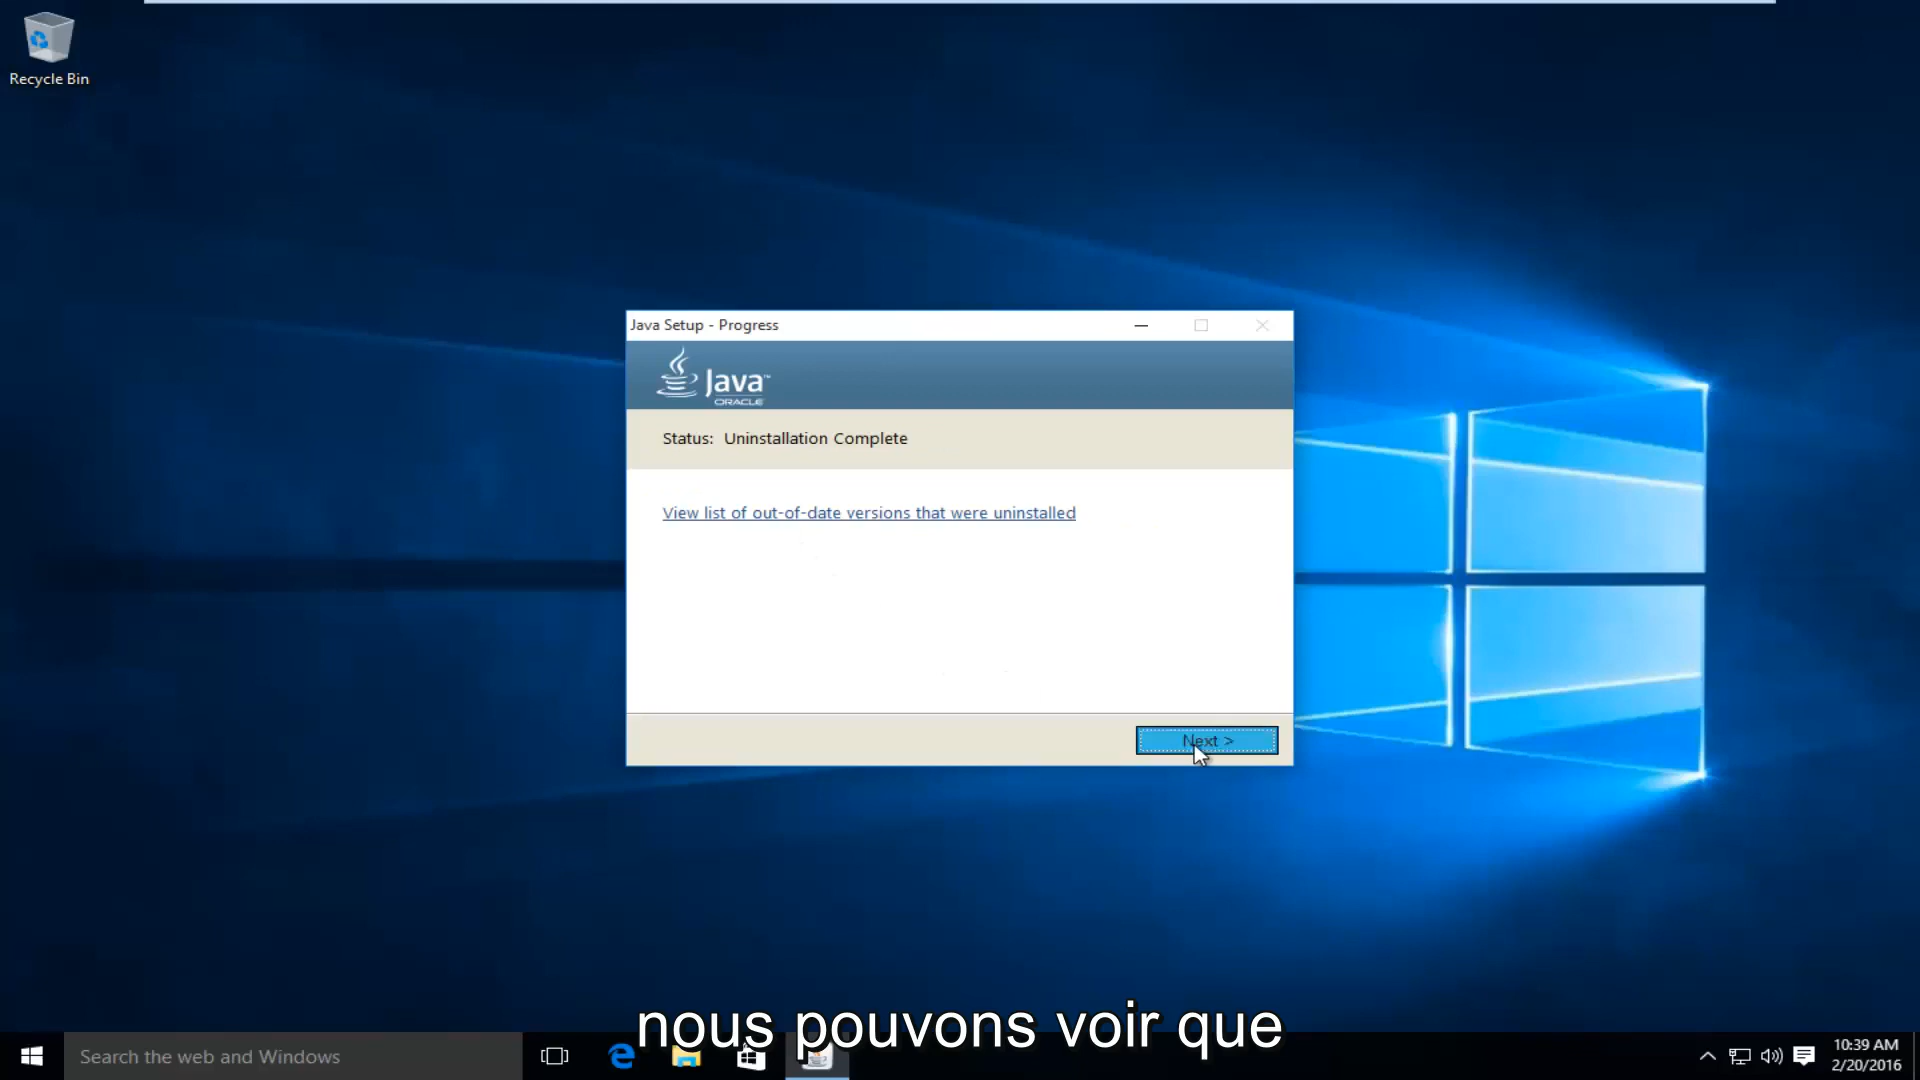 Recycle Bin
Java Setup - Progress
Java™
ORACLE
Status: Uninstallation Complete
View list of out-of-date versions that were uninstalled
Next >
nous pouvons voir que
Search the web and Windows
10:39 AM
2/20/2016